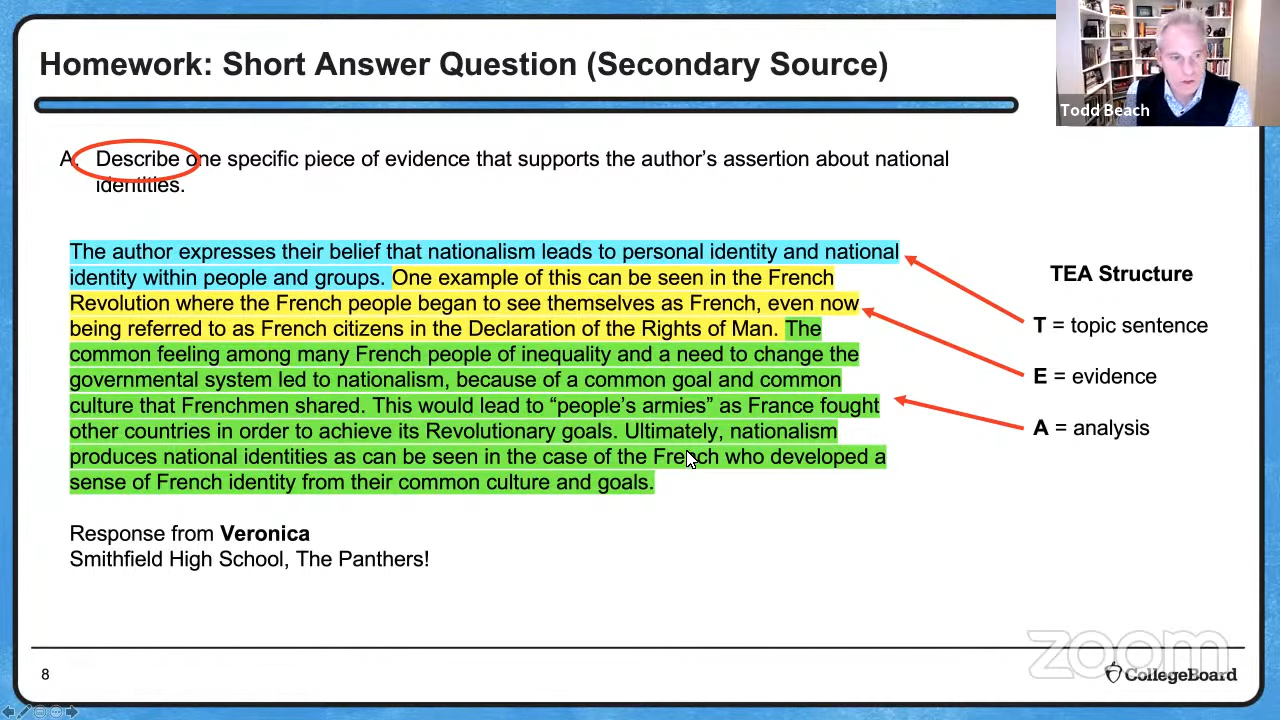 Homework: Short Answer Question (Secondary Source)
Todd Beach
A. Describe one specific piece of evidence that supports the author's assertion about national
identities.
The author expresses their belief that nationalism leads to personal identity and national
identity within people and groups. One example of this can be seen in the French
Revolution where the French people began to see themselves as French, even now
being referred to as French citizens in the Declaration of the Rights of Man. The
common feeling among many French people of inequality and a need to change the
governmental system led to nationalism, because of a common goal and common
culture that Frenchmen shared. This would lead to “people's armies” as France fought
other countries in order to achieve its Revolutionary goals. Ultimately, nationalism
produces national identities as can be seen in the case of the French who developed a
sense of French identity from their common culture and goals.
TEA Structure
T = topic sentence
E = evidence
A = analysis
Response from Veronica
Smithfield High School, The Panthers!
8
zoom
CollegeBoard